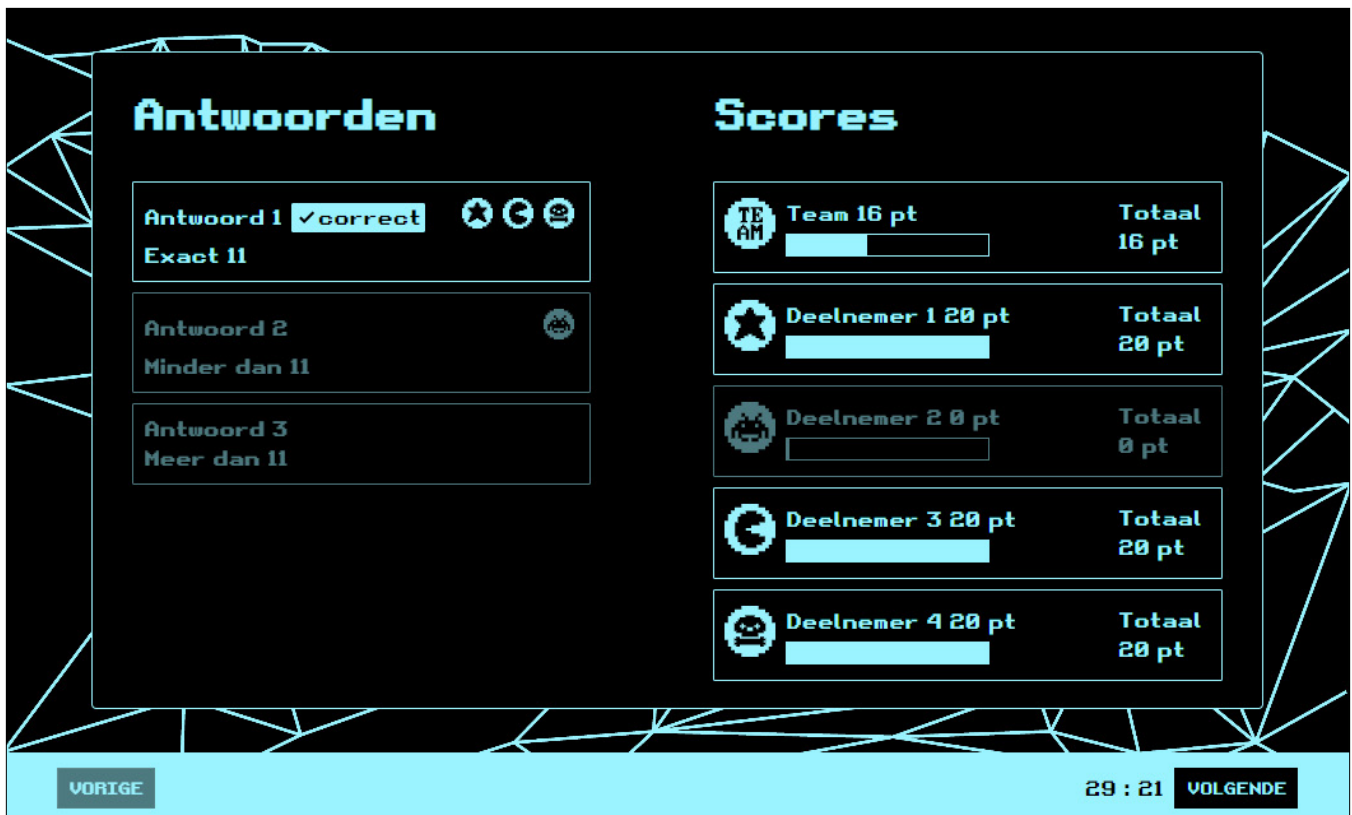 Antwoorden
Antwoord 1 ✓correct
Exact 11
Antwoord 2
Minder dan 11
Antwoord 3
Meer dan 11
Scores
TE
AM
Team 16 pt
Totaal
16 pt
Deelnemer 1 20 pt
Totaal
20 pt
Deelnemer 2 0 pt
Totaal
0 pt
Deelnemer 3 20 pt
Totaal
20 pt
Deelnemer 4 20 pt
Totaal
20 pt
VORIGE
29 : 21
VOLGENDE